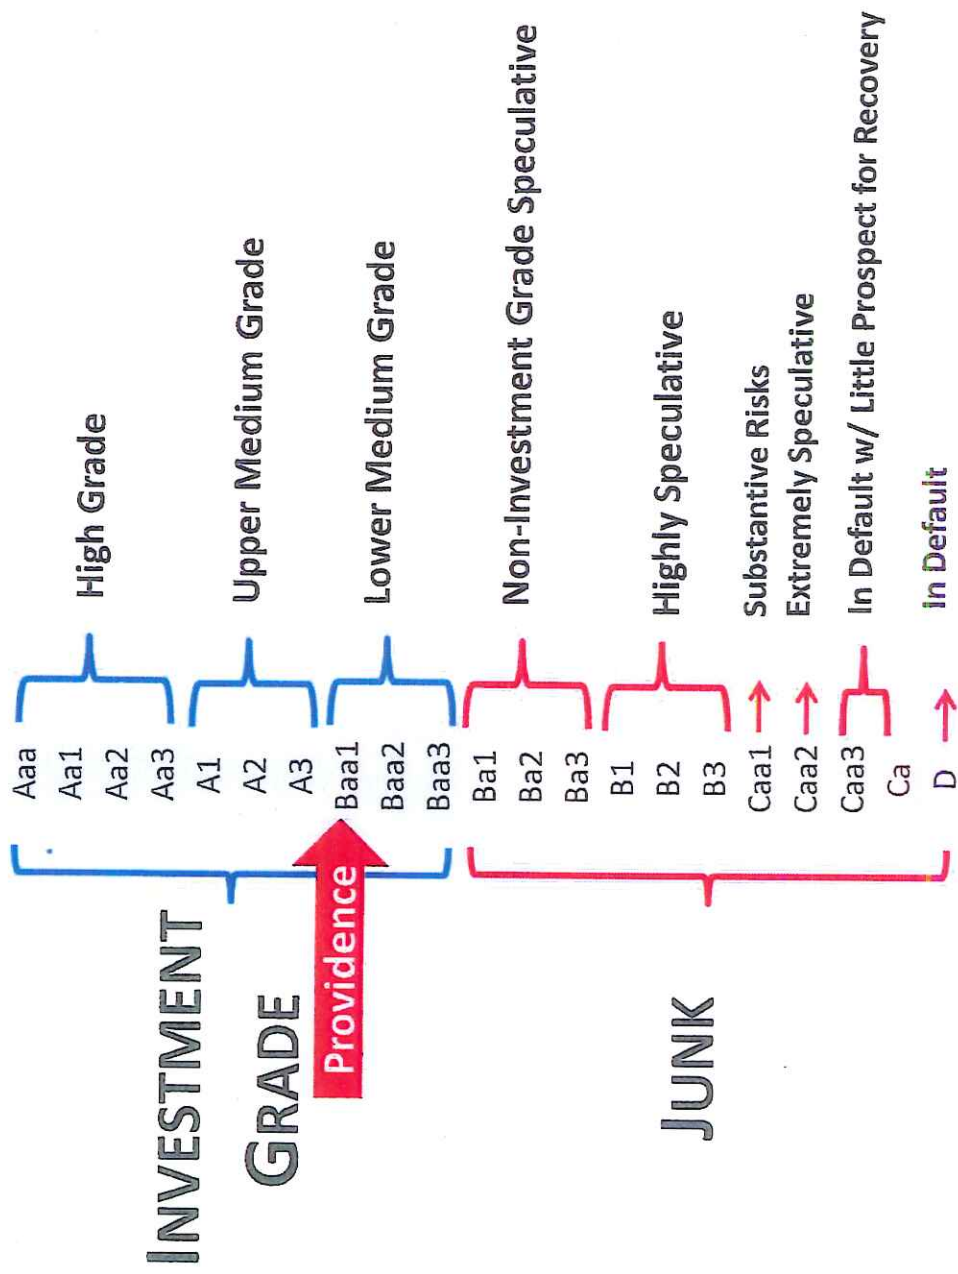 INVESTMENT
GRADE
Providence
JUNK
Aaa
Aa1
Aa2
Aa3
A1
A2
A3
Baa1
Baa2
Baa3
Ba1
Ba2
Ba3
B1
B2
B3
Caa1
Caa2
Caa3
Ca
D
High Grade
Upper Medium Grade
Lower Medium Grade
Non-Investment Grade Speculative
Highly Speculative
Substantive Risks
Extremely Speculative
In Default w/ Little Prospect for Recovery
in Default